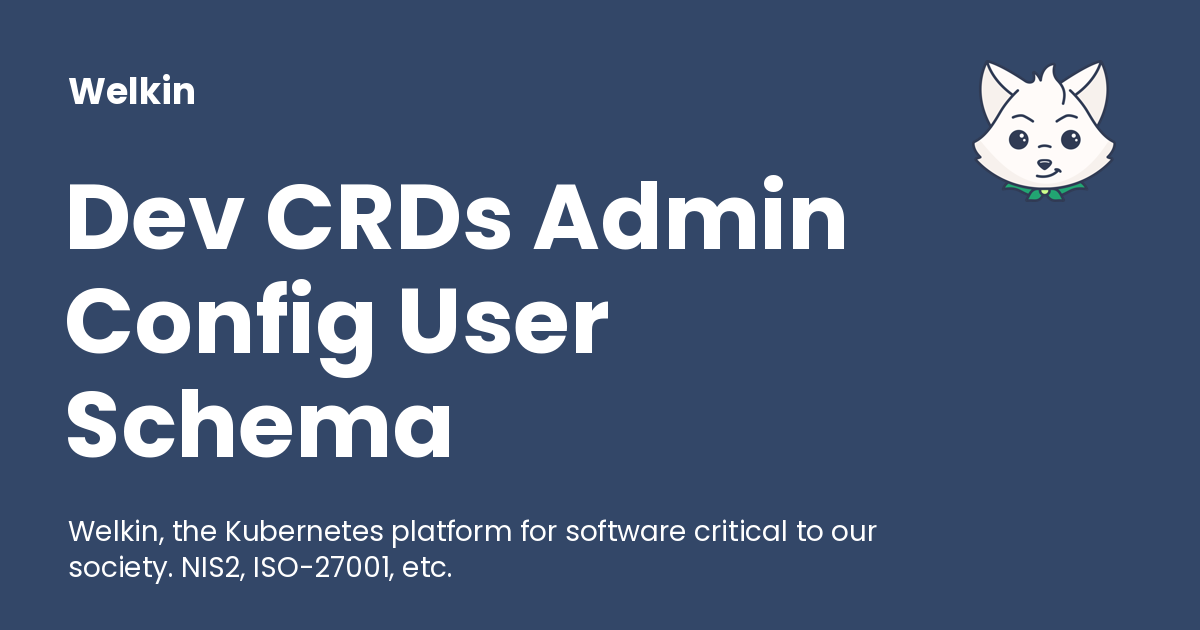 Welkin
Dev CRDs Admin
Config User
Schema
Welkin, the Kubernetes platform for software critical to our
society. NIS2, ISO-27001, etc.